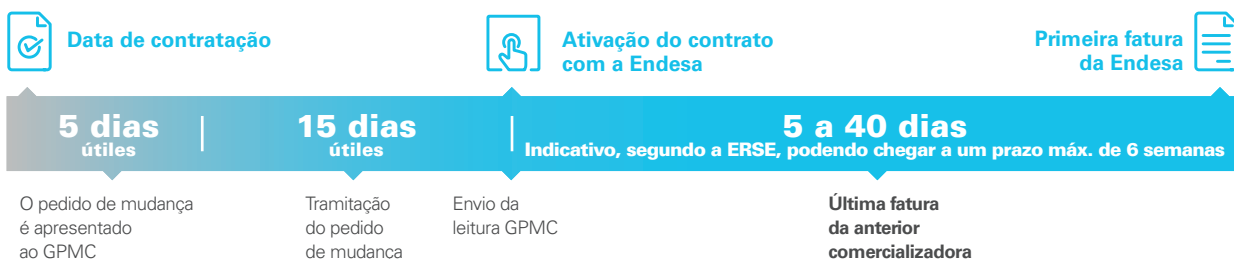 Data de contratação
Ativação do contrato
com a Endesa
Primeira fatura
da Endesa
5 dias
útiles
15 dias
útiles
5 a 40 dias
Indicativo, segundo a ERSE, podendo chegar a um prazo máx. de 6 semanas
O pedido de mudança
é apresentado
ao GPMC
Tramitação
do pedido
de mudanca
Envio da
leitura GPMC
Última fatura
da anterior
comercializadora